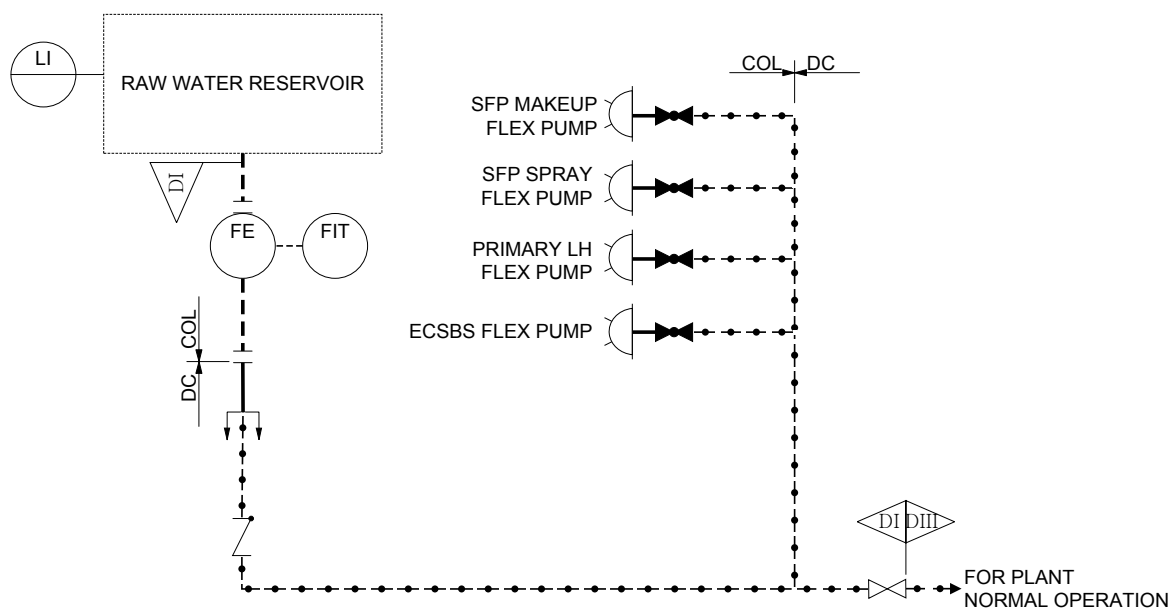 LI
RAW WATER RESERVOIR
DI
FE
FIT
COL
DC
COL
DC
SFP MAKEUP
FLEX PUMP
SFP SPRAY
FLEX PUMP
PRIMARY LH
FLEX PUMP
ECSBS FLEX PUMP
DI
DIII
FOR PLANT
NORMAL OPERATION